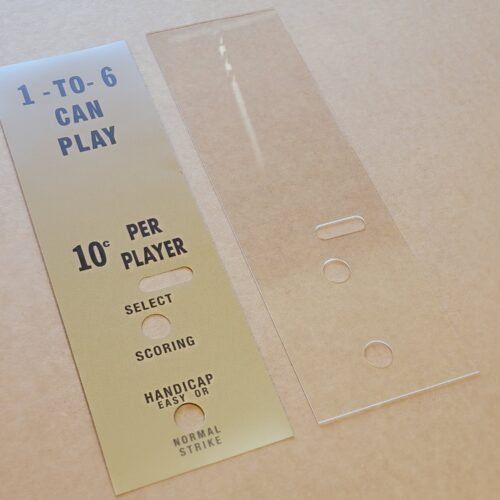 1 -TO- 6
CAN
PLAY
10c PER
PLAYER
SELECT
SCORING
HANDICAP
EASY OR
NORMAL
STRIKE